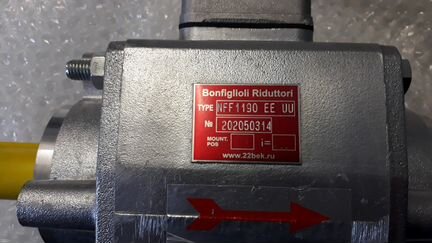 Bonfiglioli Riduttori
TYPE NFF1190 EE UU
№ 202050314
MOUNT. POS i=
www.22bek.ru